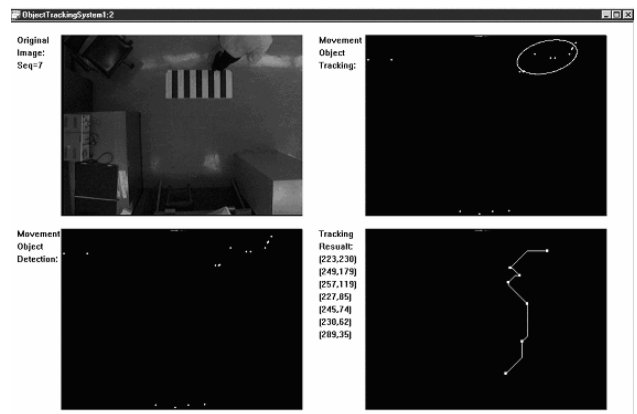 ObjectTrackingSystem1:2
Original
Image:
Seq=7
Movement
Object
Tracking:
Movement
Object
Detection:
Tracking
Resualt:
(223,230)
(249,179)
(257,119)
(227,85)
(245,74)
(230,62)
(289,35)